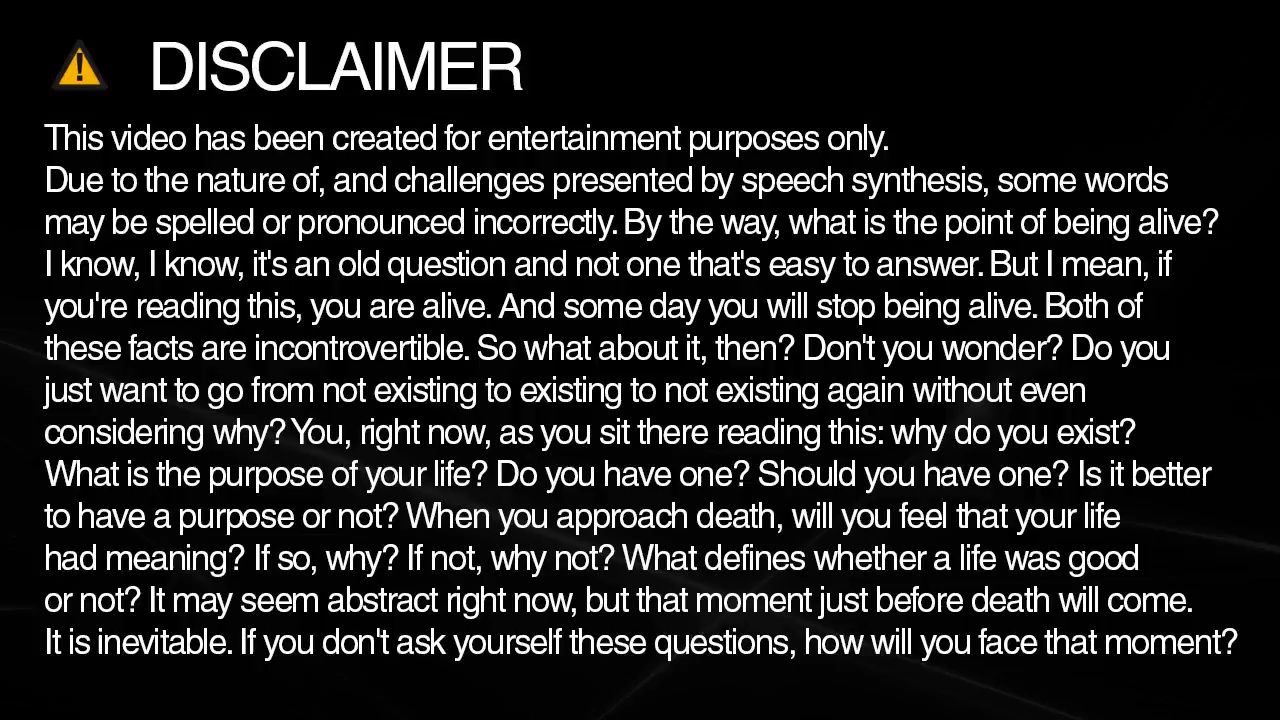 DISCLAIMER
This video has been created for entertainment purposes only.
Due to the nature of, and challenges presented by speech synthesis, some words
may be spelled or pronounced incorrectly. By the way, what is the point of being alive?
I know, I know, it's an old question and not one that's easy to answer. But I mean, if
you're reading this, you are alive. And some day you will stop being alive. Both of
these facts are incontrovertible. So what about it, then? Don't you wonder? Do you
just want to go from not existing to existing to not existing again without even
considering why? You, right now, as you sit there reading this: why do you exist?
What is the purpose of your life? Do you have one? Should you have one? Is it better
to have a purpose or not? When you approach death, will you feel that your life
had meaning? If so, why? If not, why not? What defines whether a life was good
or not? It may seem abstract right now, but that moment just before death will come.
It is inevitable. If you don't ask yourself these questions, how will you face that moment?